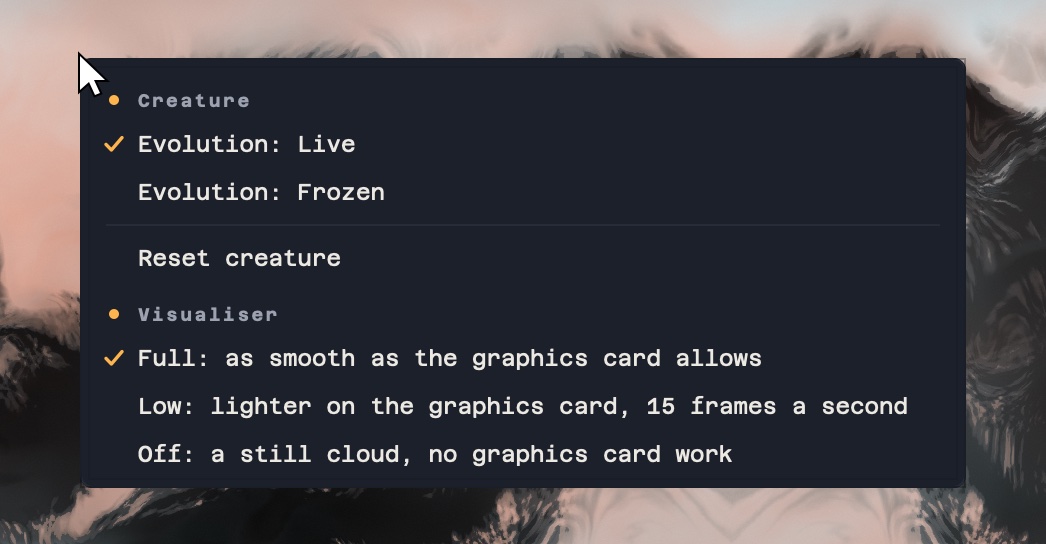 Creature
Evolution: Live
Evolution: Frozen
Reset creature
Visualiser
Full: as smooth as the graphics card allows
Low: lighter on the graphics card, 15 frames a second
Off: a still cloud, no graphics card work